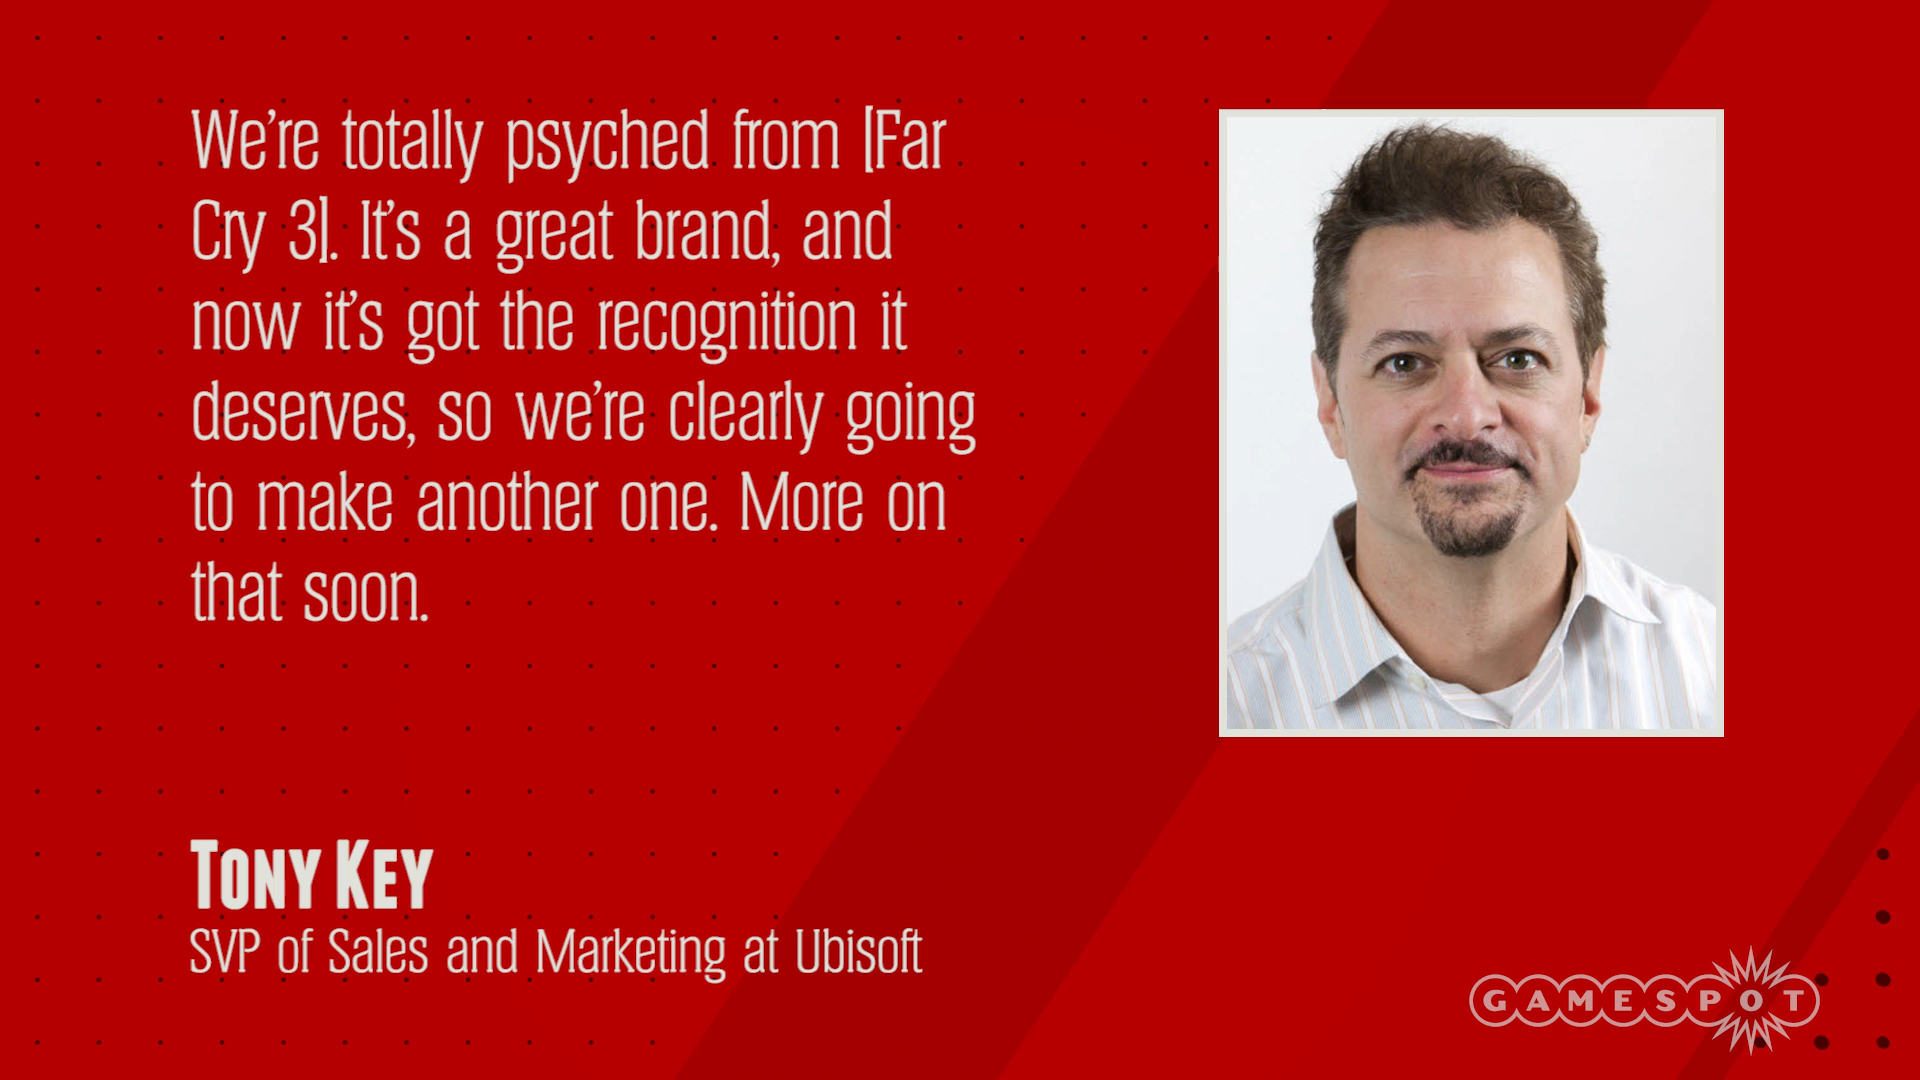 We're totally psyched from [Far
Cry 3]. It's a great brand, and
now it's got the recognition it
deserves, so we're clearly going
to make another one. More on
that soon.
Tony Key
SVP of Sales and Marketing at Ubisoft
GAMESPOT